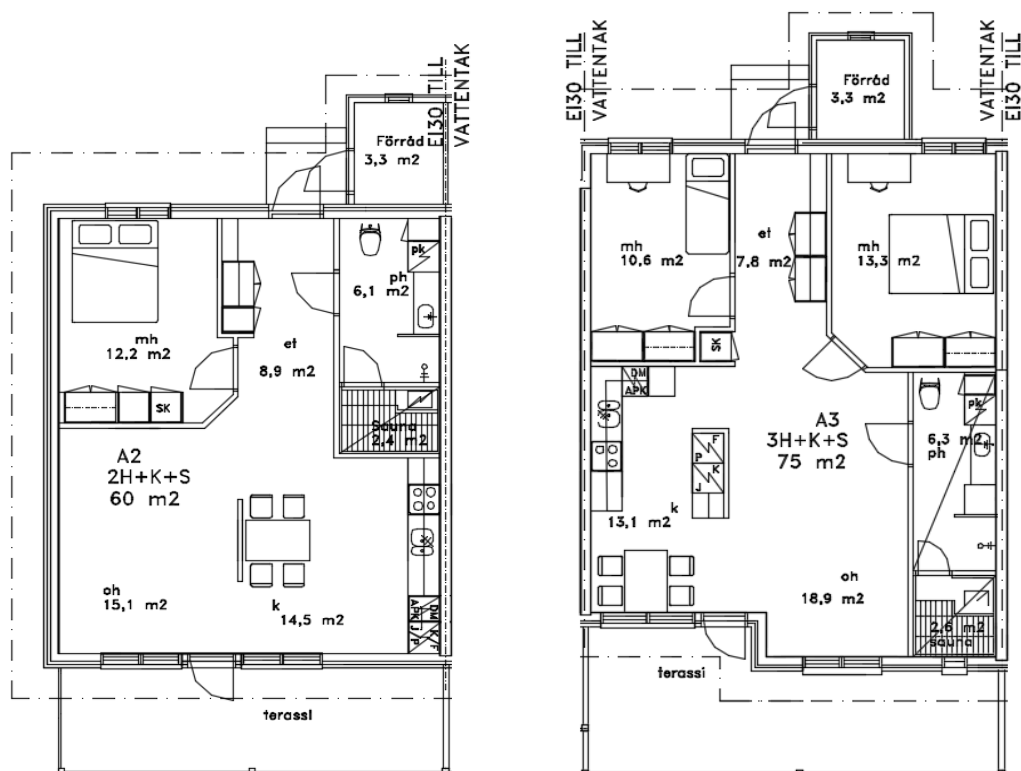 EI30 TILL
VATTENTAK
Förråd
3,3 m2
mh
12,2 m2
SK
et
8,9 m2
pk
ph
6,1 m2
Sauna
2,4 m2
A2
2H+K+S
60 m2
oh
15,1 m2
k
14,5 m2
APK
DM
J/P
K/F
terassi
EI30 TILL
VATTENTAK
EI30 TILL
VATTENTAK
Förråd
3,3 m2
mh
10,6 m2
et
7,8 m2
mh
13,3 m2
SK
DM
APK
A3
3H+K+S
75 m2
F
P
K
J
k
13,1 m2
pk
6,3 m2
ph
oh
18,9 m2
2,6 m2
sauna
terassi